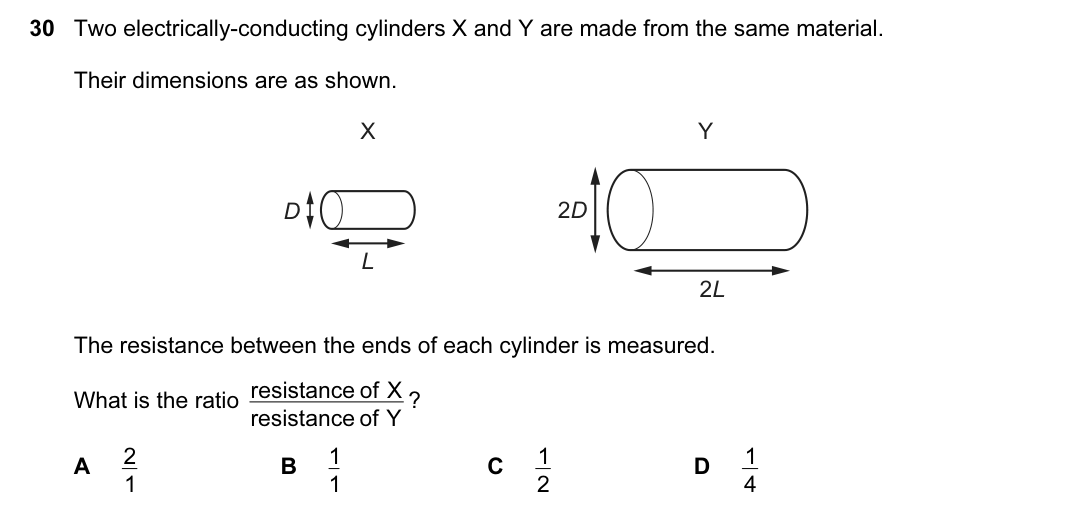 30 Two electrically-conducting cylinders X and Y are made from the same material.
Their dimensions are as shown.
X Y
D 2D
L
2L
The resistance between the ends of each cylinder is measured.
What is the ratio resistance of X / resistance of Y ?
A 2/1 B 1/1 C 1/2 D 1/4